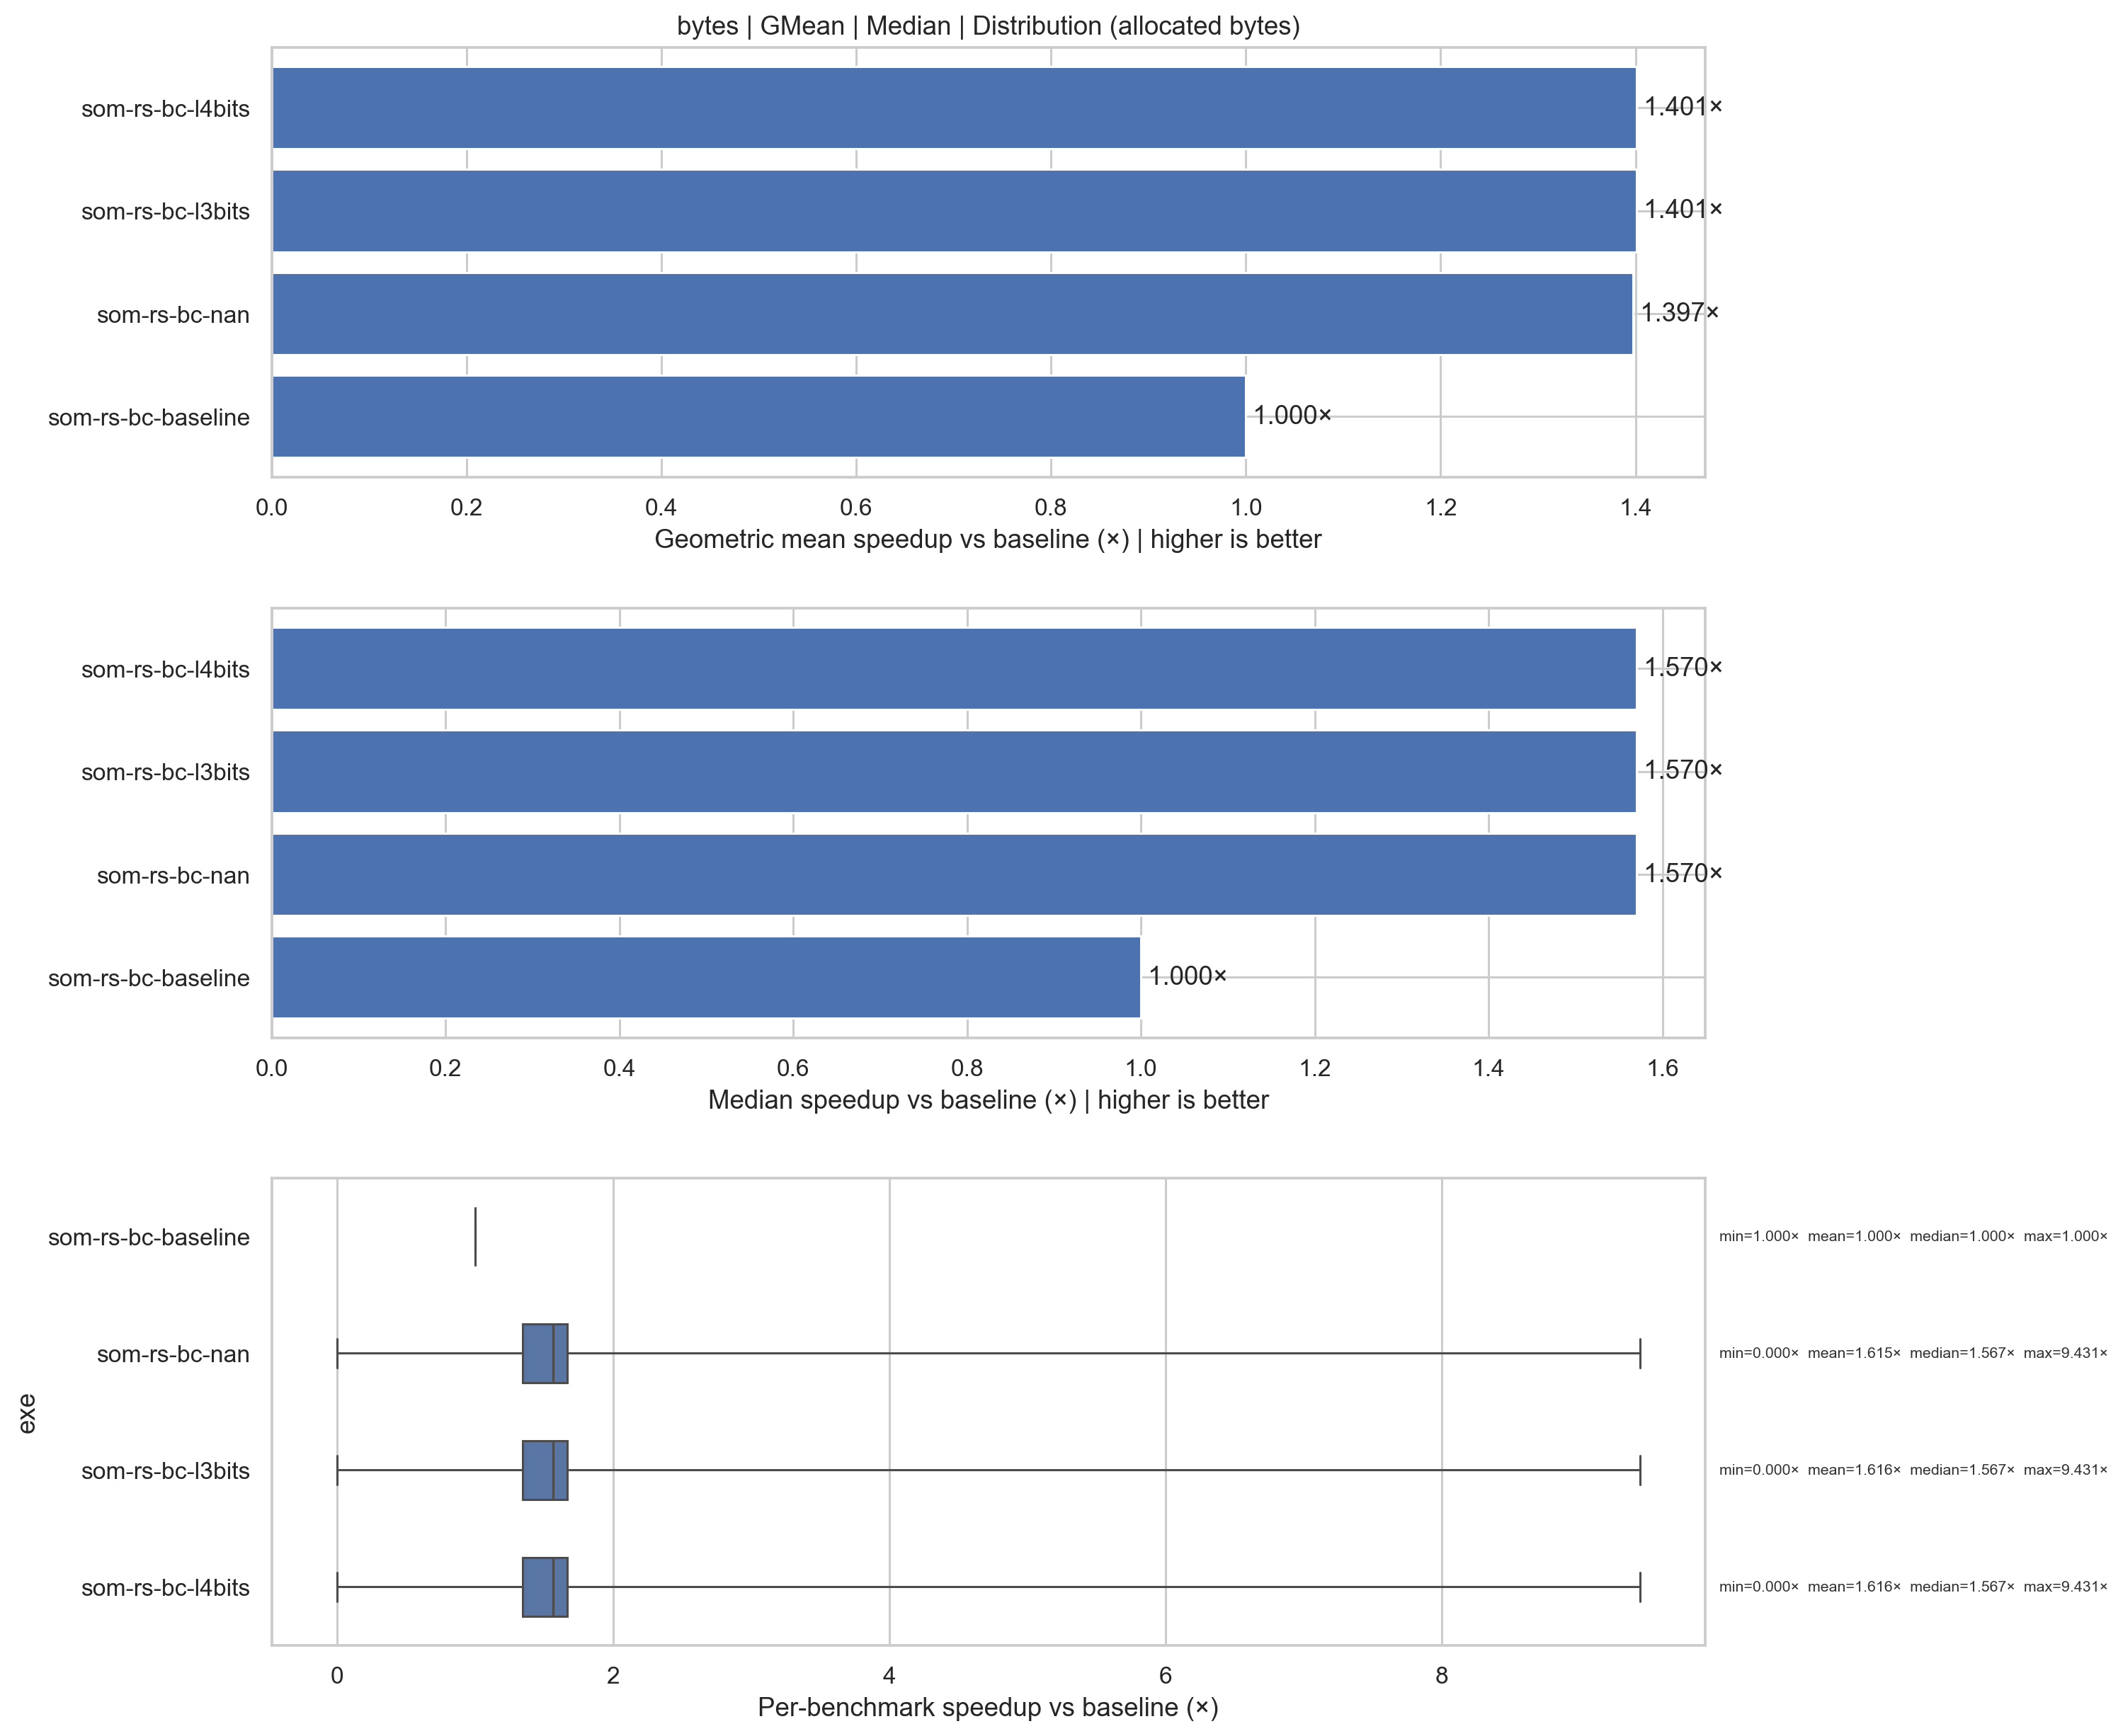 bytes | GMean | Median | Distribution (allocated bytes)
som-rs-bc-l4bits
1.401×
som-rs-bc-l3bits
1.401×
som-rs-bc-nan
1.397×
som-rs-bc-baseline
1.000×
0.0 0.2 0.4 0.6 0.8 1.0 1.2 1.4
Geometric mean speedup vs baseline (×) | higher is better
som-rs-bc-l4bits
1.570×
som-rs-bc-l3bits
1.570×
som-rs-bc-nan
1.570×
som-rs-bc-baseline
1.000×
0.0 0.2 0.4 0.6 0.8 1.0 1.2 1.4 1.6
Median speedup vs baseline (×) | higher is better
exe
som-rs-bc-baseline
min=1.000× mean=1.000× median=1.000× max=1.000×
som-rs-bc-nan
min=0.000× mean=1.615× median=1.567× max=9.431×
som-rs-bc-l3bits
min=0.000× mean=1.616× median=1.567× max=9.431×
som-rs-bc-l4bits
min=0.000× mean=1.616× median=1.567× max=9.431×
0 2 4 6 8
Per-benchmark speedup vs baseline (×)